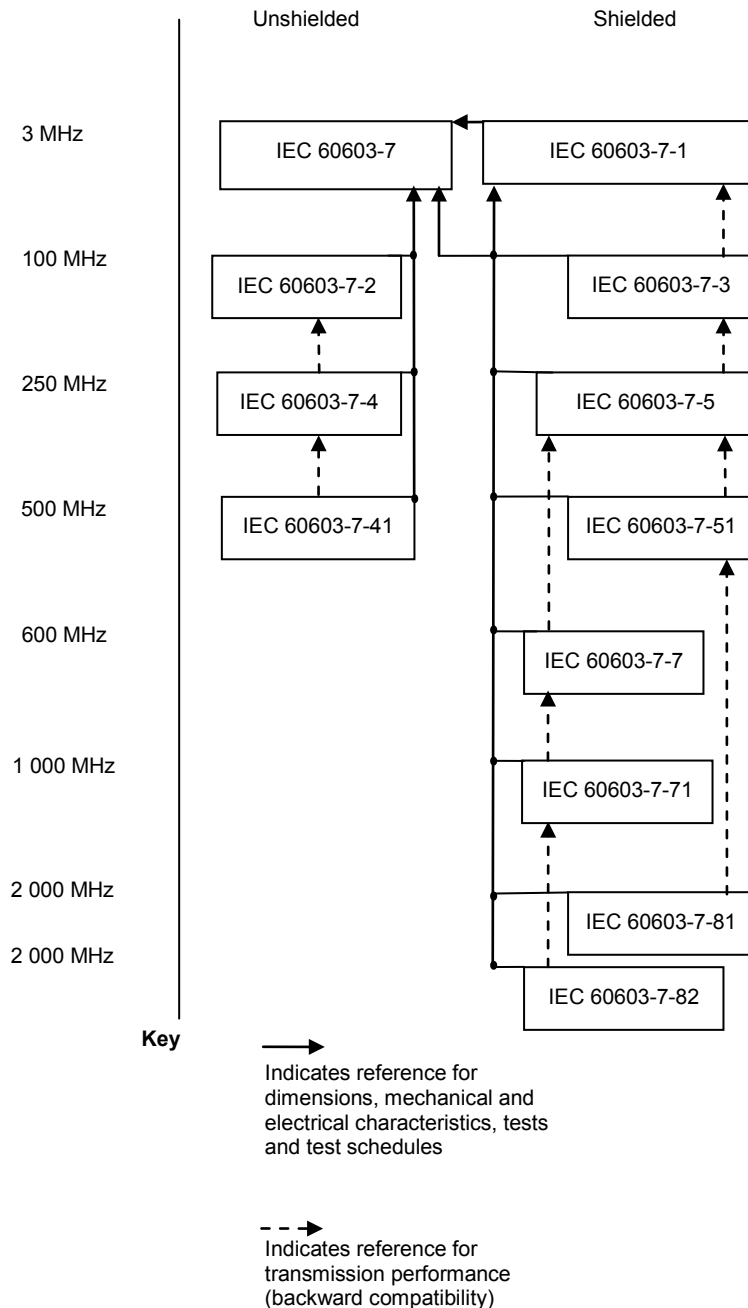 Unshielded Shielded
3 MHz IEC 60603-7 IEC 60603-7-1
100 MHz IEC 60603-7-2 IEC 60603-7-3
250 MHz IEC 60603-7-4 IEC 60603-7-5
500 MHz IEC 60603-7-41 IEC 60603-7-51
600 MHz IEC 60603-7-7
1 000 MHz IEC 60603-7-71
2 000 MHz IEC 60603-7-81
2 000 MHz IEC 60603-7-82
Key
Indicates reference for
dimensions, mechanical and
electrical characteristics, tests
and test schedules
Indicates reference for
transmission performance
(backward compatibility)